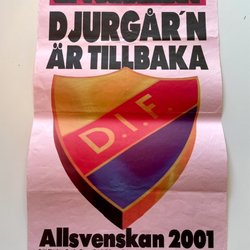 DJURGÅR'N
ÄR TILLBAKA
D.I.F.
Allsvenskan 2001